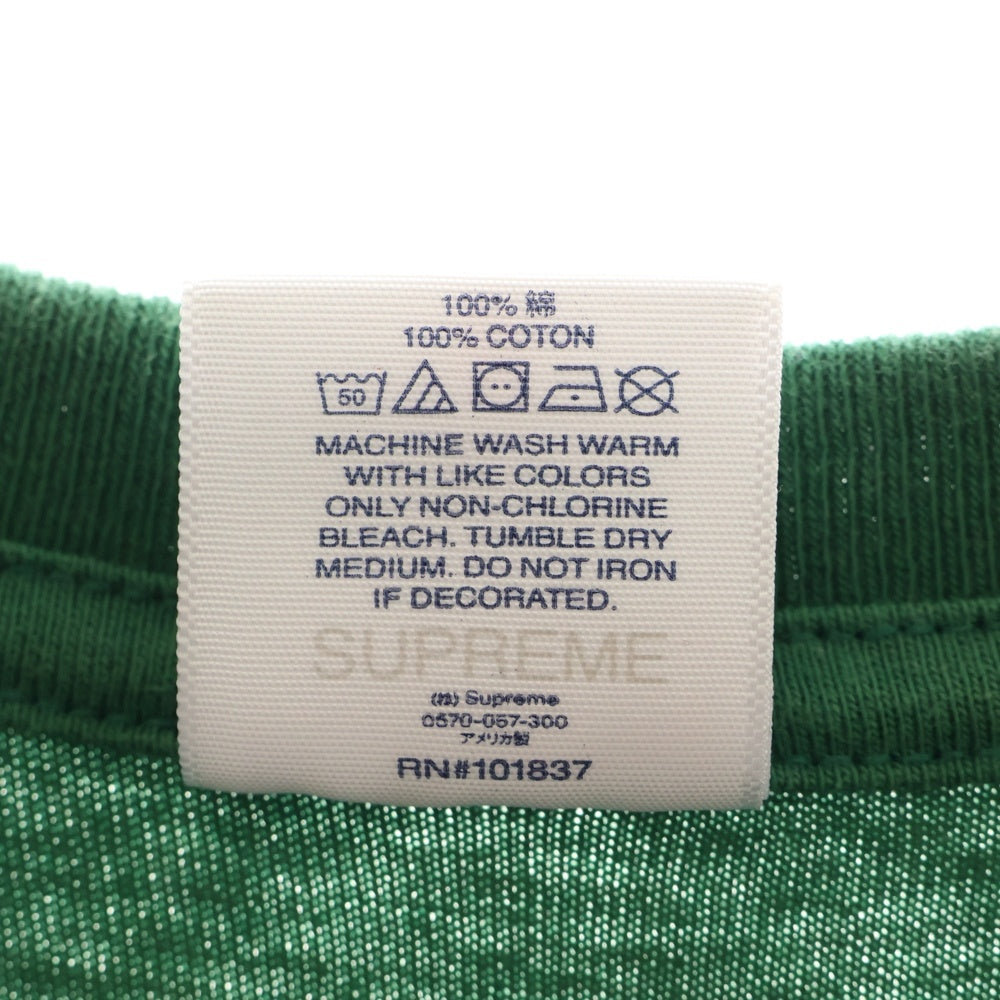 100% 綿
100% COTON
50
MACHINE WASH WARM
WITH LIKE COLORS
ONLY NON-CHLORINE
BLEACH. TUMBLE DRY
MEDIUM. DO NOT IRON
IF DECORATED.
SUPREME
(株) Supreme
0570-057-300
アメリカ製
RN#101837